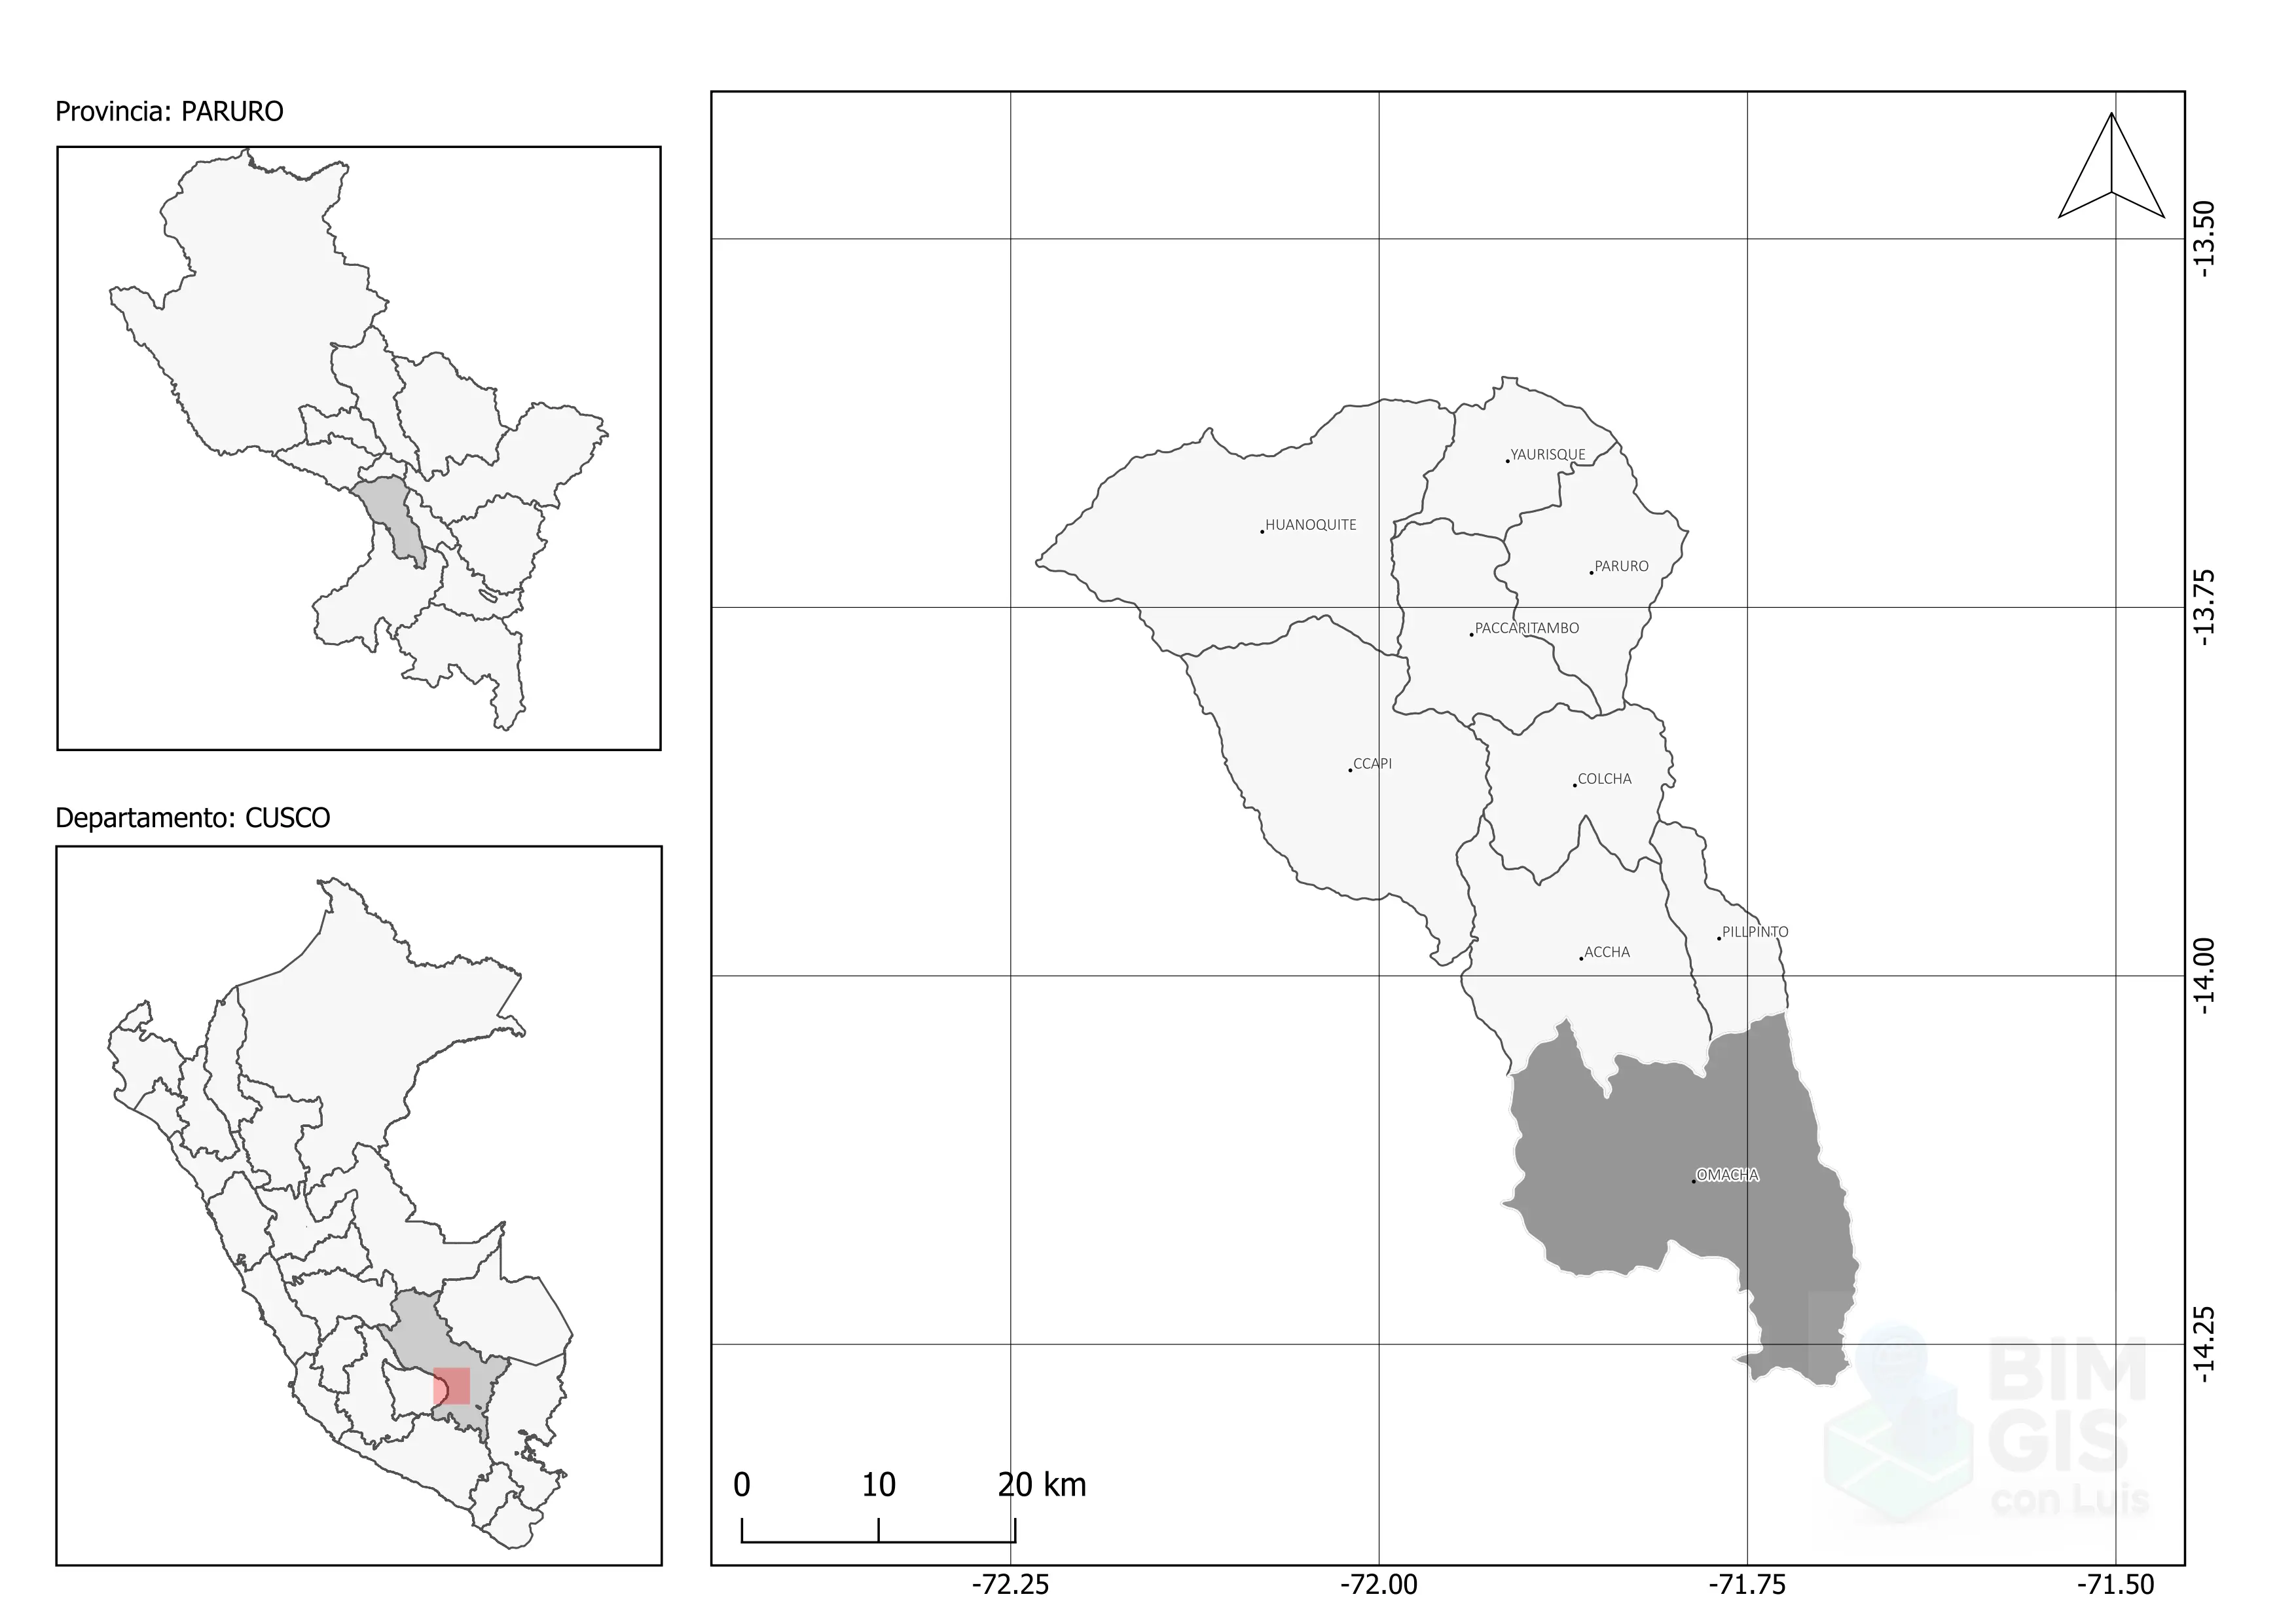 Provincia: PARURO
Departamento: CUSCO
YAURISQUE
HUANOQUITE
PARURO
PACCARITAMBO
CCAPI
COLCHA
PILLPINTO
ACCHA
OMACHA
-13.50
-13.75
-14.00
-14.25
0 10 20 km
-72.25 -72.00 -71.75 -71.50
BIM
GIS
con Luis